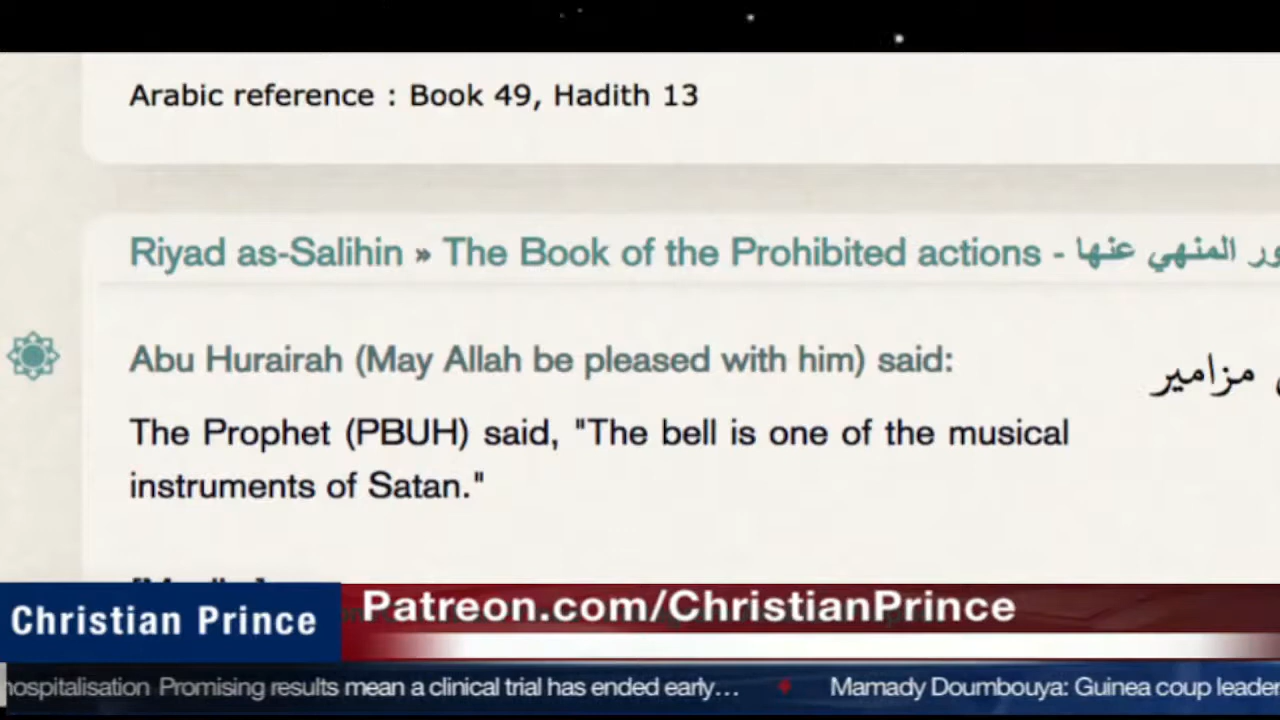 Arabic reference : Book 49, Hadith 13
Riyad as-Salihin » The Book of the Prohibited actions - المنهي عنها
Abu Hurairah (May Allah be pleased with him) said:
مزامير
The Prophet (PBUH) said, "The bell is one of the musical
instruments of Satan."
Christian Prince
Patreon.com/ChristianPrince
hospitalisation Promising results mean a clinical trial has ended early… Mamady Doumbouya: Guinea coup leader